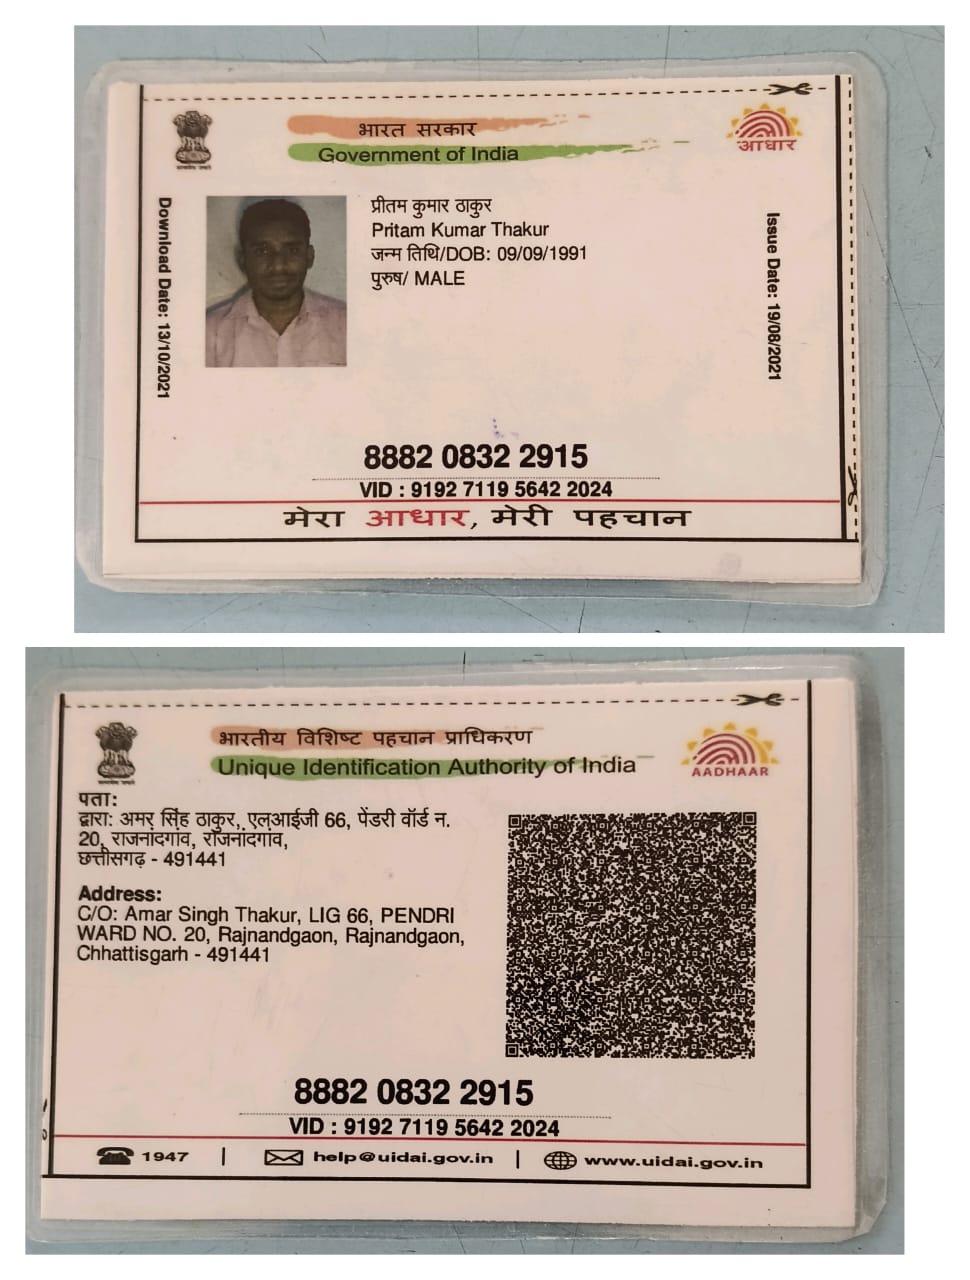 भारत सरकार
Government of India
आधार
Download Date: 13/10/2021
प्रीतम कुमार ठाकुर
Pritam Kumar Thakur
जन्म तिथि/DOB: 09/09/1991
पुरुष/ MALE
Issue Date: 19/08/2021
8882 0832 2915
VID : 9192 7119 5642 2024
मेरा आधार, मेरी पहचान
भारतीय विशिष्ट पहचान प्राधिकरण
Unique Identification Authority of India
AADHAAR
पता:
द्वारा: अमर सिंह ठाकुर, एलआईजी 66, पेंडरी वॉर्ड न.
20, राजनांदगांव, राजनांदगांव,
छत्तीसगढ़ - 491441
Address:
C/O: Amar Singh Thakur, LIG 66, PENDRI
WARD NO. 20, Rajnandgaon, Rajnandgaon,
Chhattisgarh - 491441
8882 0832 2915
VID : 9192 7119 5642 2024
1947 | help@uidai.gov.in | www.uidai.gov.in